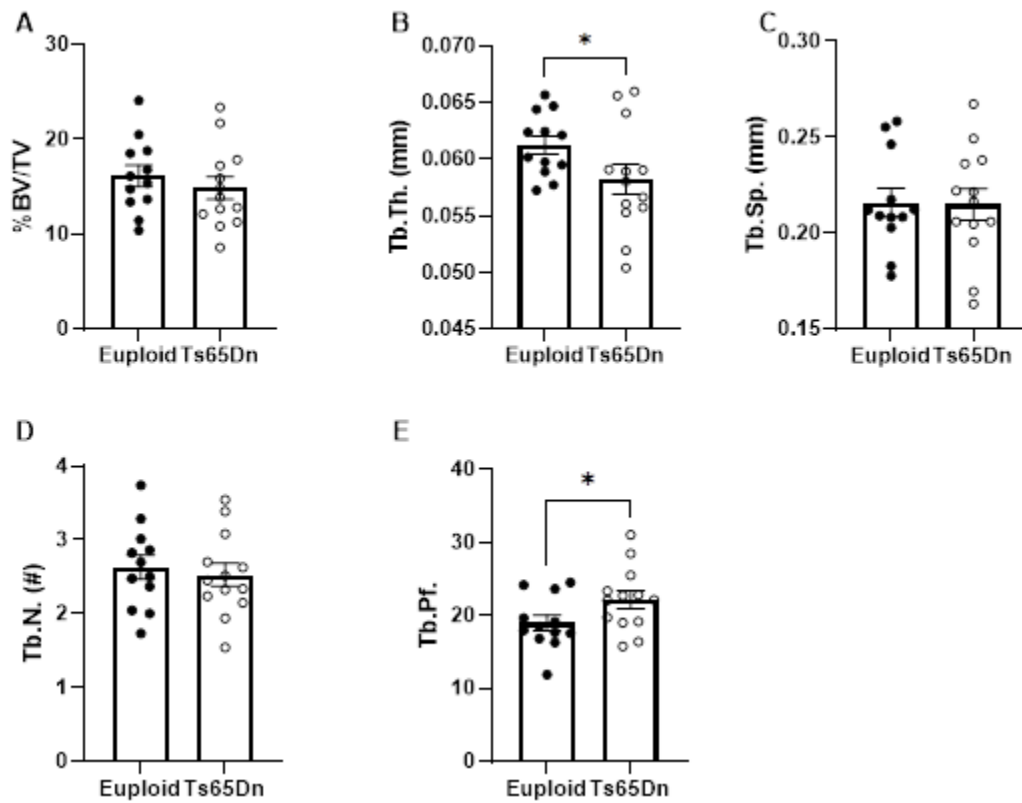 A
% BV/TV
30
20
10
0
Euploid Ts65Dn
B
*
Tb.Th. (mm)
0.070
0.065
0.060
0.055
0.050
0.045
Euploid Ts65Dn
C
Tb.Sp. (mm)
0.30
0.25
0.20
0.15
Euploid Ts65Dn
D
Tb.N. (#)
4
3
2
1
0
Euploid Ts65Dn
E
*
Tb.Pf.
40
30
20
10
0
Euploid Ts65Dn